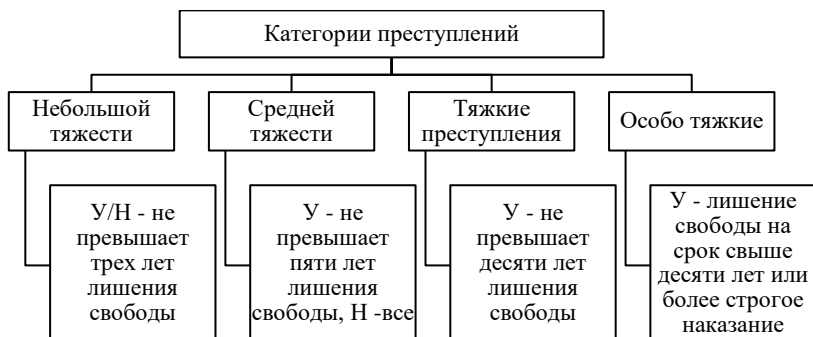 Категории преступлений
Небольшой
тяжести
Средней
тяжести
Тяжкие
преступления
Особо тяжкие
У/Н - не
превышает
трех лет
лишения
свободы
У - не
превышает
пяти лет
лишения
свободы, Н -все
У - не
превышает
десяти лет
лишения
свободы
У - лишение
свободы на
срок свыше
десяти лет или
более строгое
наказание